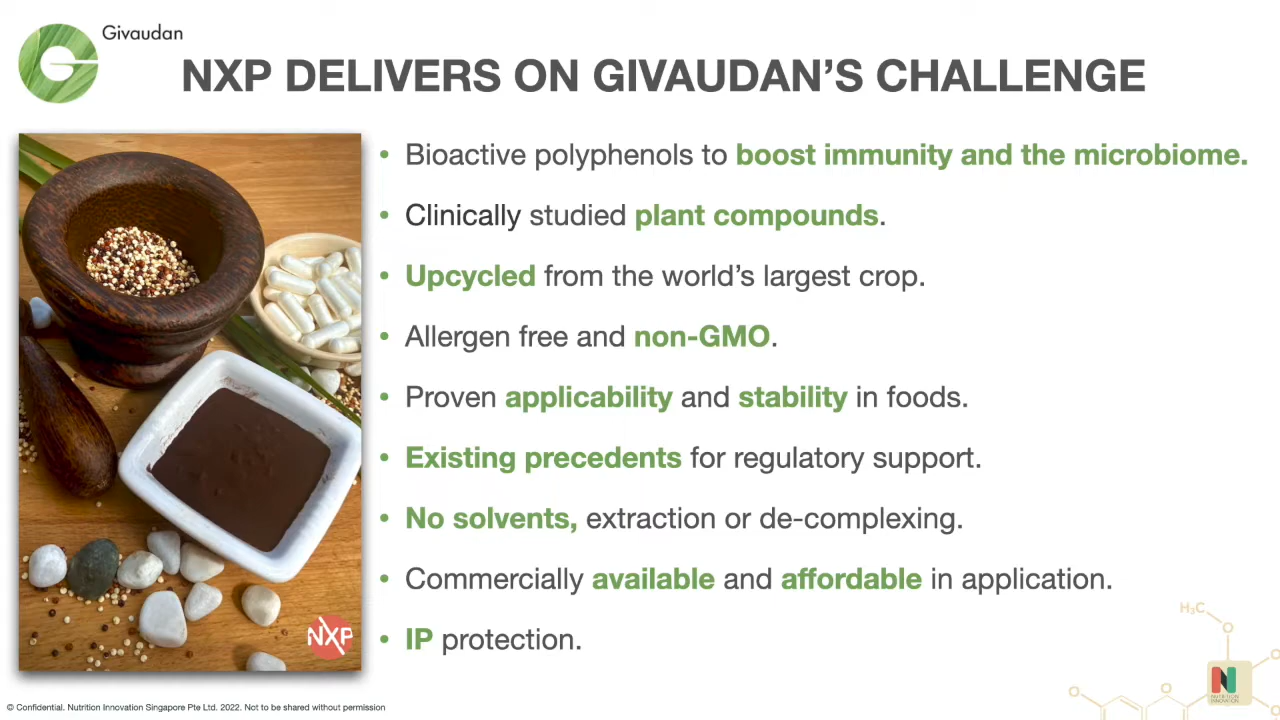 Givaudan
NXP DELIVERS ON GIVAUDAN'S CHALLENGE
• Bioactive polyphenols to boost immunity and the microbiome.
• Clinically studied plant compounds.
• Upcycled from the world's largest crop.
• Allergen free and non-GMO.
• Proven applicability and stability in foods.
• Existing precedents for regulatory support.
• No solvents, extraction or de-complexing.
• Commercially available and affordable in application.
• IP protection.
NXP
H₃C
O
O
O
O
O
N
NUTRITION
INNOVATION
© Confidential. Nutrition Innovation Singapore Pte Ltd. 2022. Not to be shared without permission